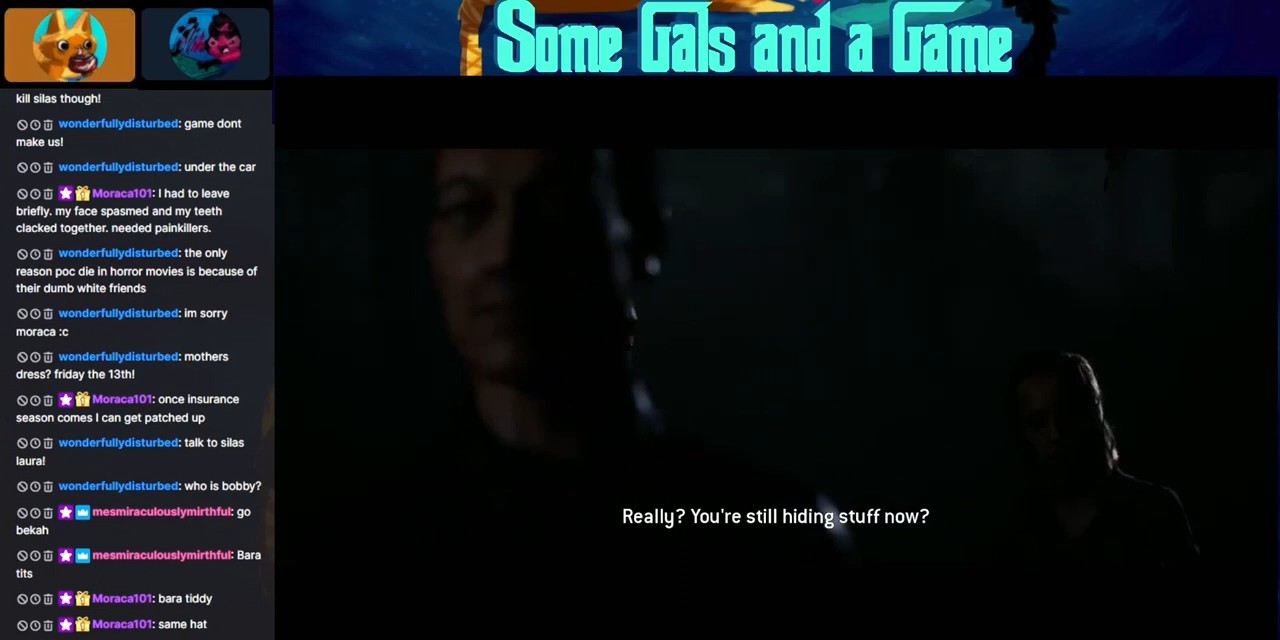 Some Gals and a Game
kill silas though!
wonderfullydisturbed: game dont
make us!
wonderfullydisturbed: under the car
Moraca101: I had to leave
briefly. my face spasmed and my teeth
clacked together. needed painkillers.
wonderfullydisturbed: the only
reason poc die in horror movies is because of
their dumb white friends
wonderfullydisturbed: im sorry
moraca :c
wonderfullydisturbed: mothers
dress? friday the 13th!
Moraca101: once insurance
season comes I can get patched up
wonderfullydisturbed: talk to silas
laura!
wonderfullydisturbed: who is bobby?
mesmiraculouslymirthful: go
bekah
mesmiraculouslymirthful: Bara
tits
Moraca101: bara tiddy
Moraca101: same hat
Really? You're still hiding stuff now?